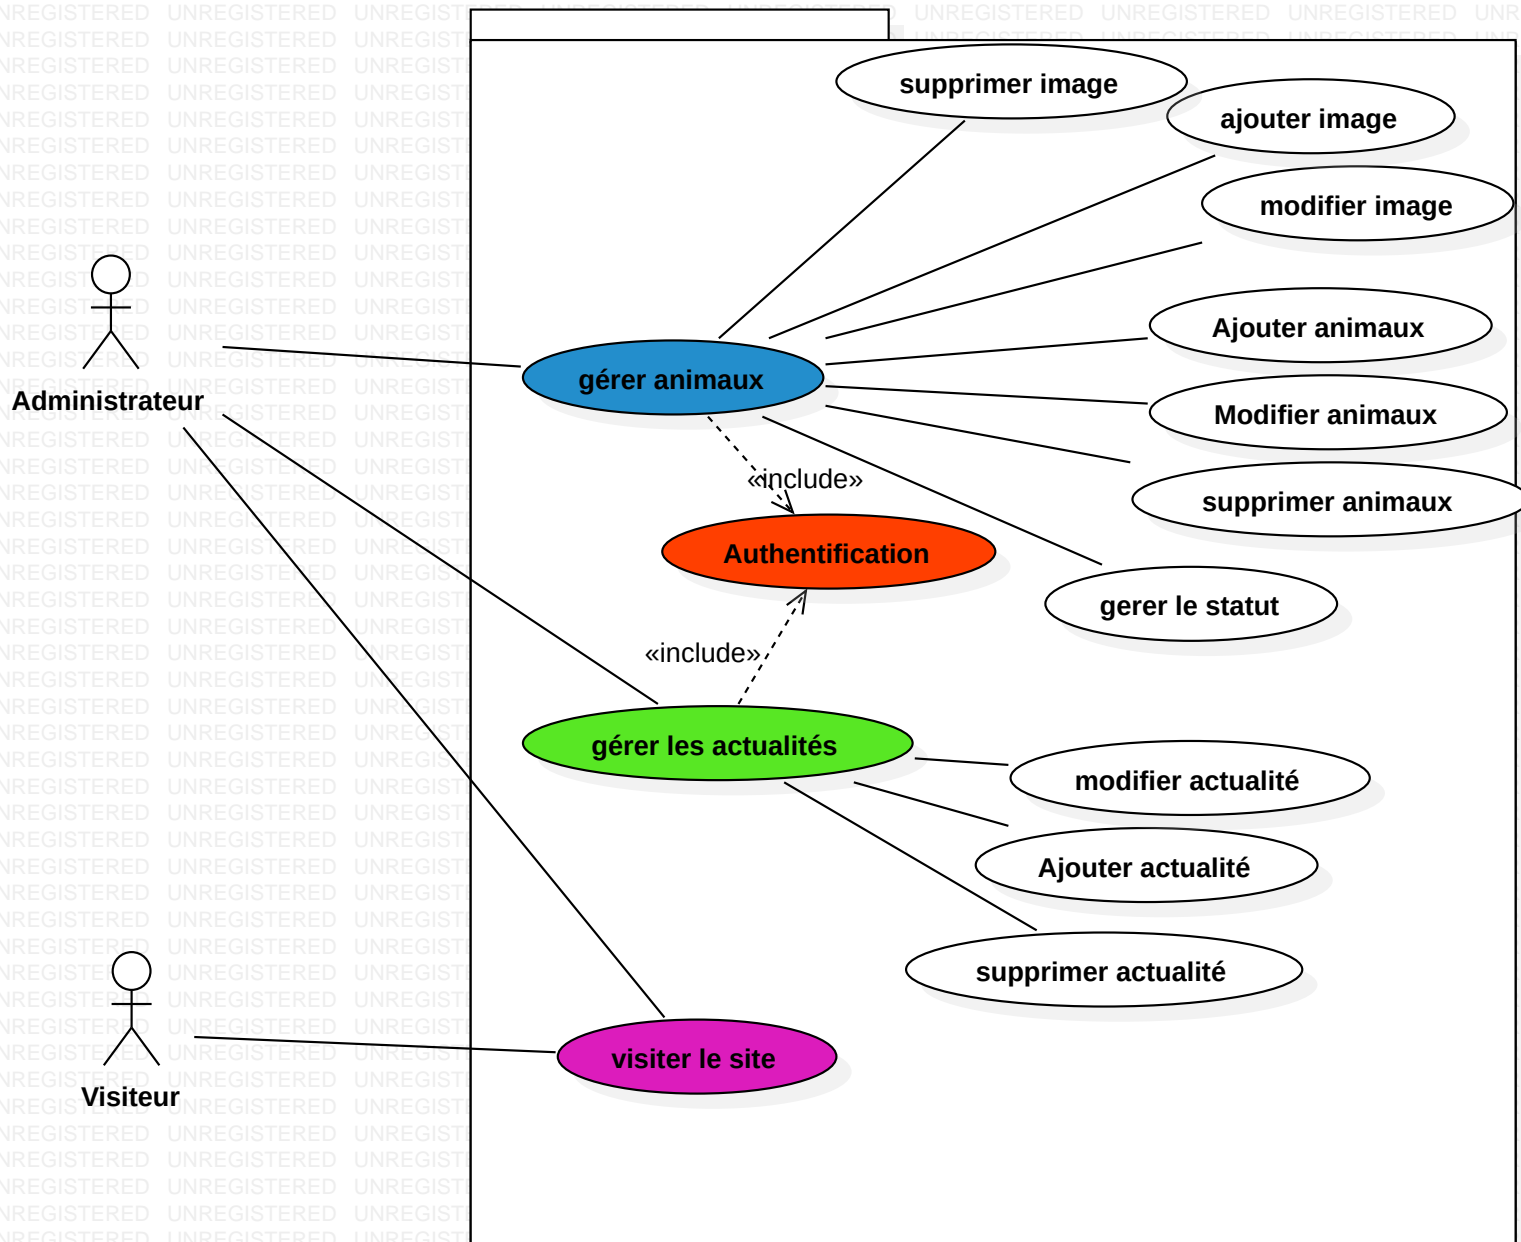 supprimer image
ajouter image
modifier image
Ajouter animaux
gérer animaux
Administrateur
Modifier animaux
«include»
supprimer animaux
Authentification
gerer le statut
«include»
gérer les actualités
modifier actualité
Ajouter actualité
supprimer actualité
visiter le site
Visiteur
UNREGISTERED